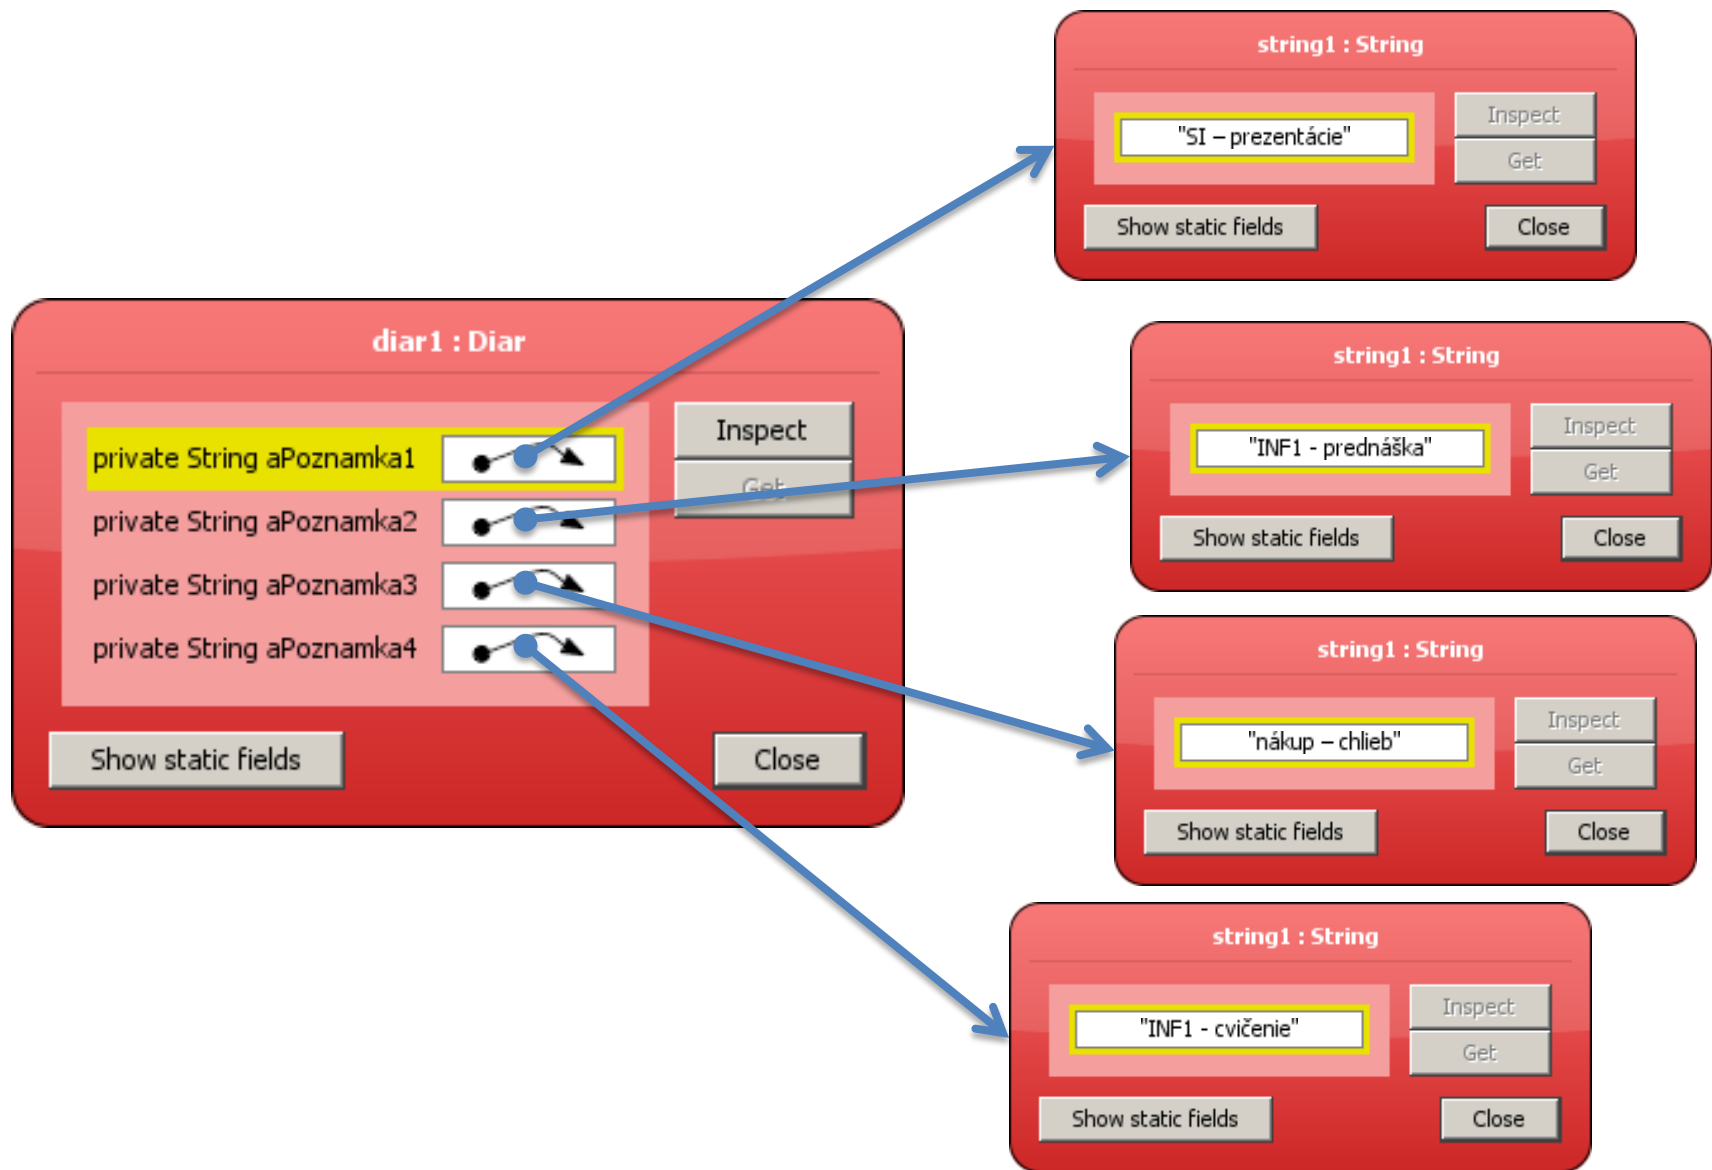 diar1 : Diar
private String aPoznamka1
private String aPoznamka2
private String aPoznamka3
private String aPoznamka4
Inspect
Get
Show static fields
Close
string1 : String
"SI – prezentácie"
Inspect
Get
Show static fields
Close
string1 : String
"INF1 - prednáška"
Inspect
Get
Show static fields
Close
string1 : String
"nákup – chlieb"
Inspect
Get
Show static fields
Close
string1 : String
"INF1 - cvičenie"
Inspect
Get
Show static fields
Close